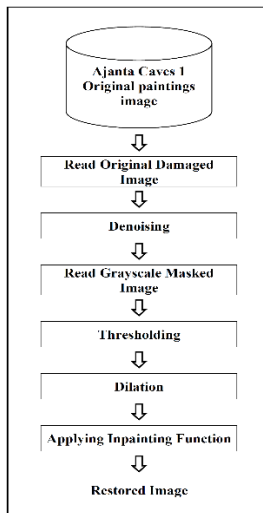 Ajanta Caves 1
Original paintings
image
Read Original Damaged
Image
Denoising
Read Grayscale Masked
Image
Thresholding
Dilation
Applying Inpainting Function
Restored Image